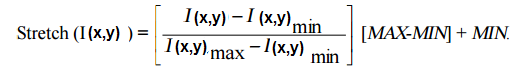 Stretch (I(x,y) ) = [ I(x,y) – I (x,y) min / I(x,y). max – I(x,y) min ] [MAX-MIN] + MIN.